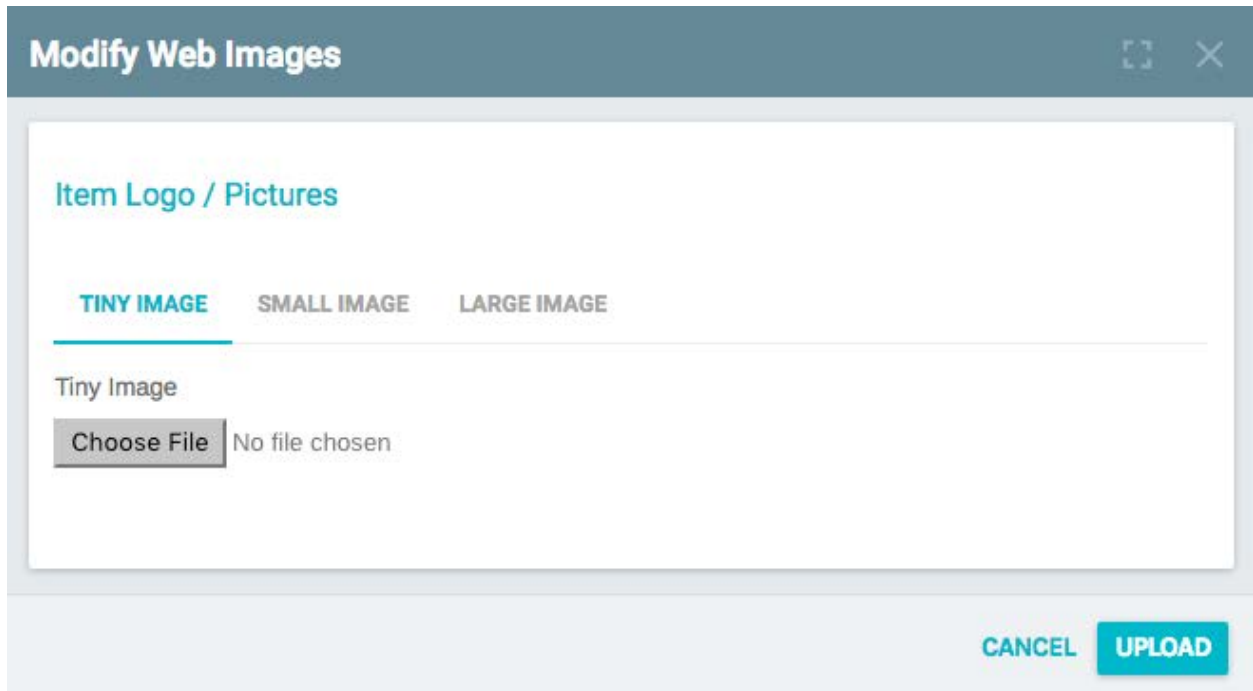 Modify Web Images
Item Logo / Pictures
TINY IMAGE SMALL IMAGE LARGE IMAGE
Tiny Image
Choose File No file chosen
CANCEL UPLOAD